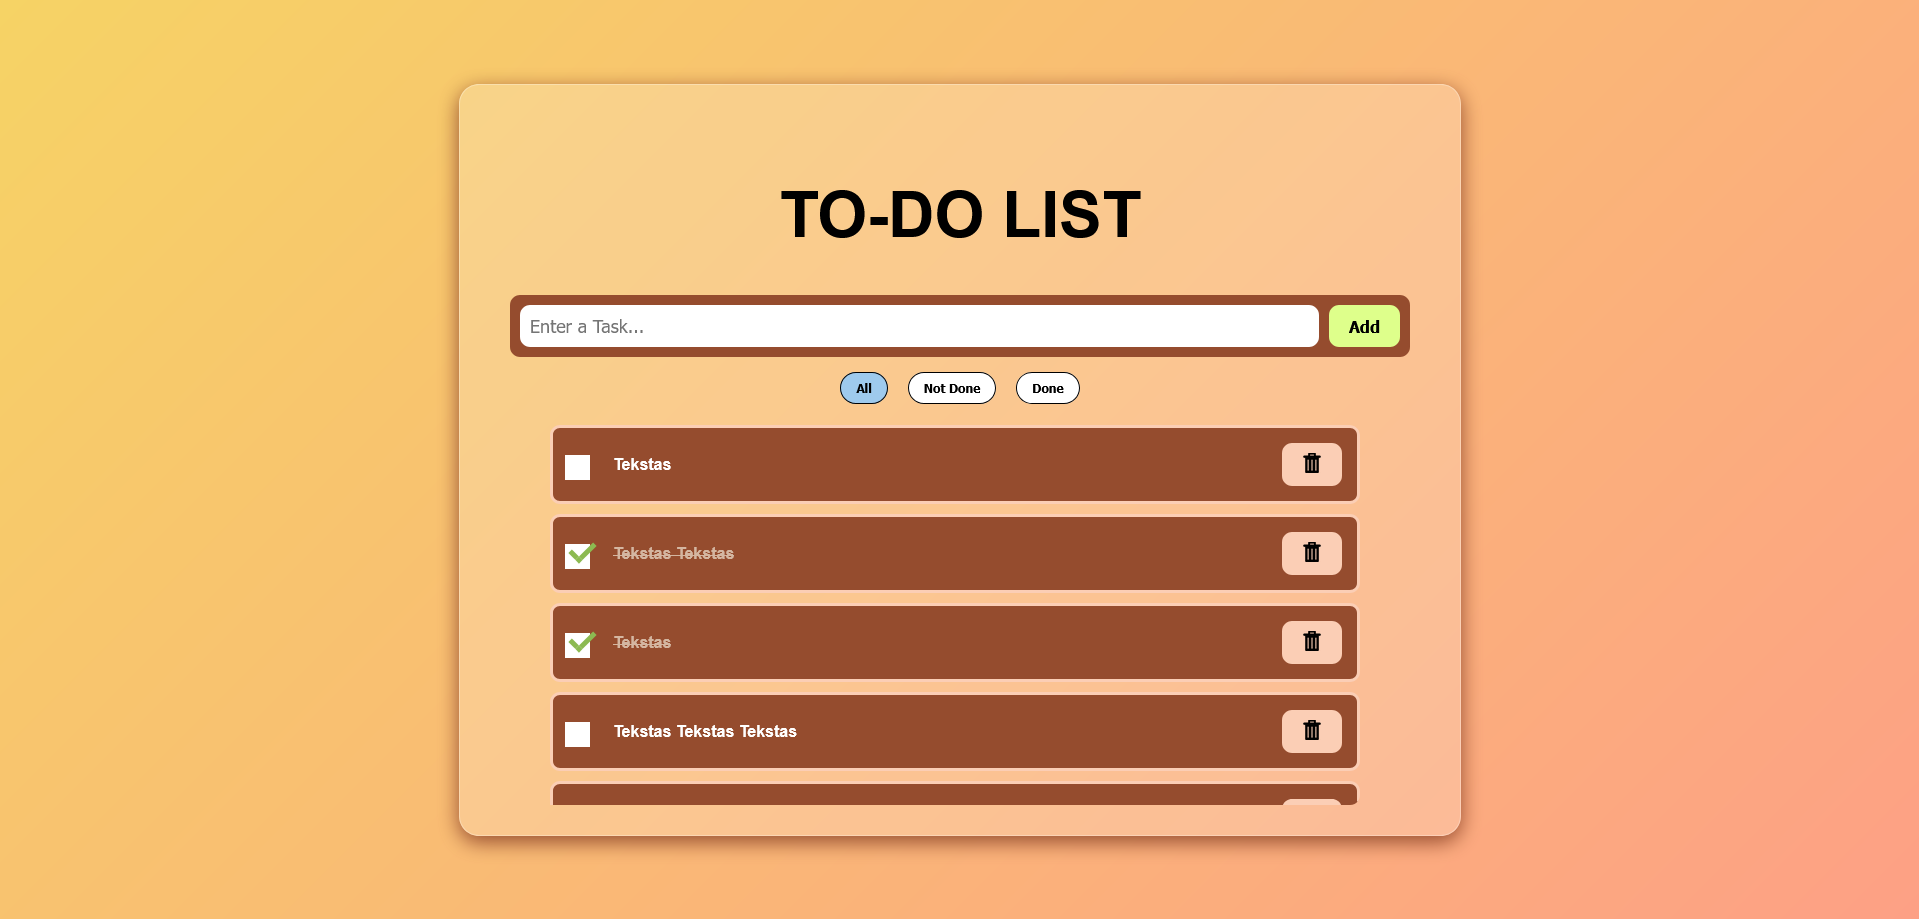 TO-DO LIST
Enter a Task...
Add
All
Not Done
Done
Tekstas
Tekstas Tekstas
Tekstas
Tekstas Tekstas Tekstas